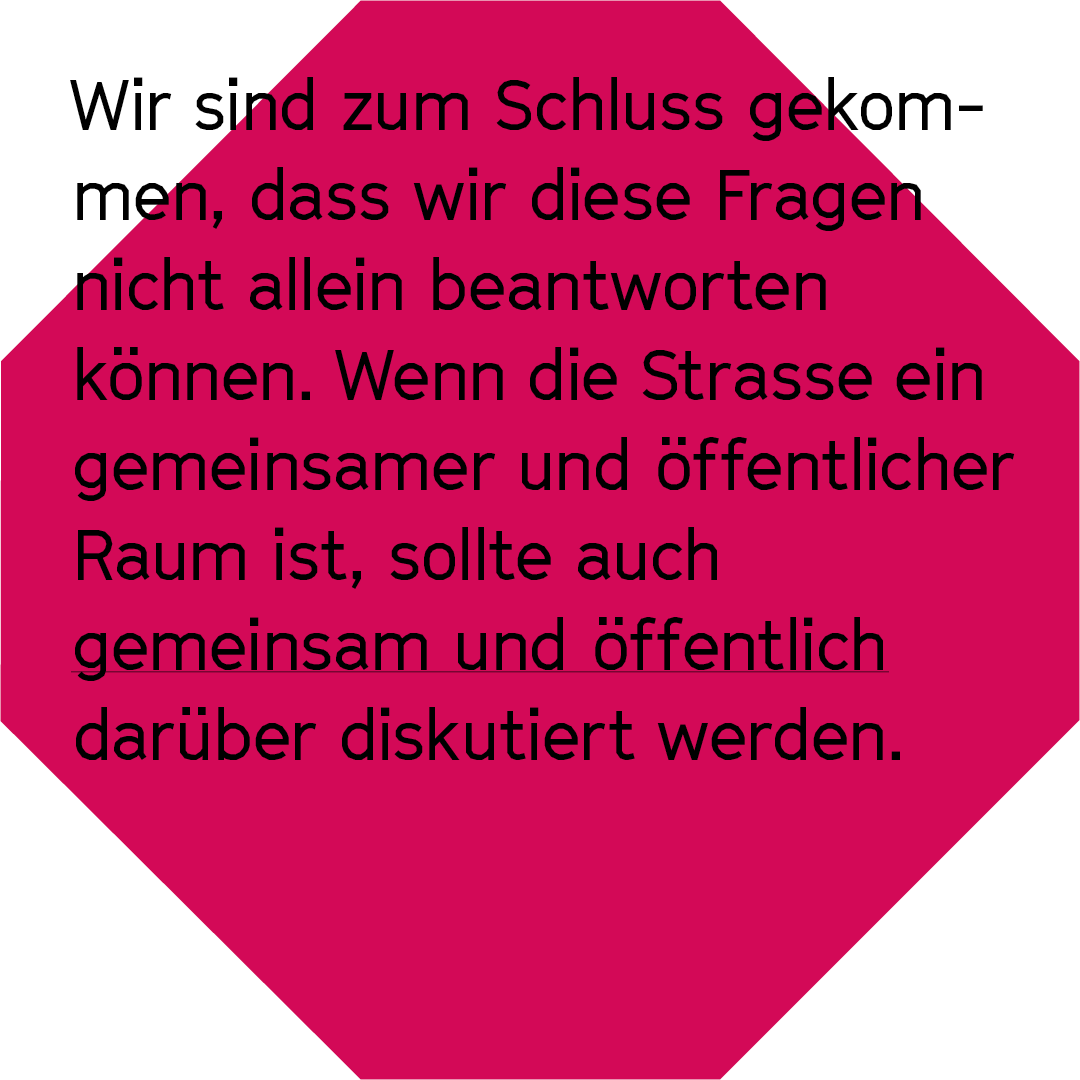 Wir sind zum Schluss gekom-
men, dass wir diese Fragen
nicht allein beantworten
können. Wenn die Strasse ein
gemeinsamer und öffentlicher
Raum ist, sollte auch
gemeinsam und öffentlich
darüber diskutiert werden.